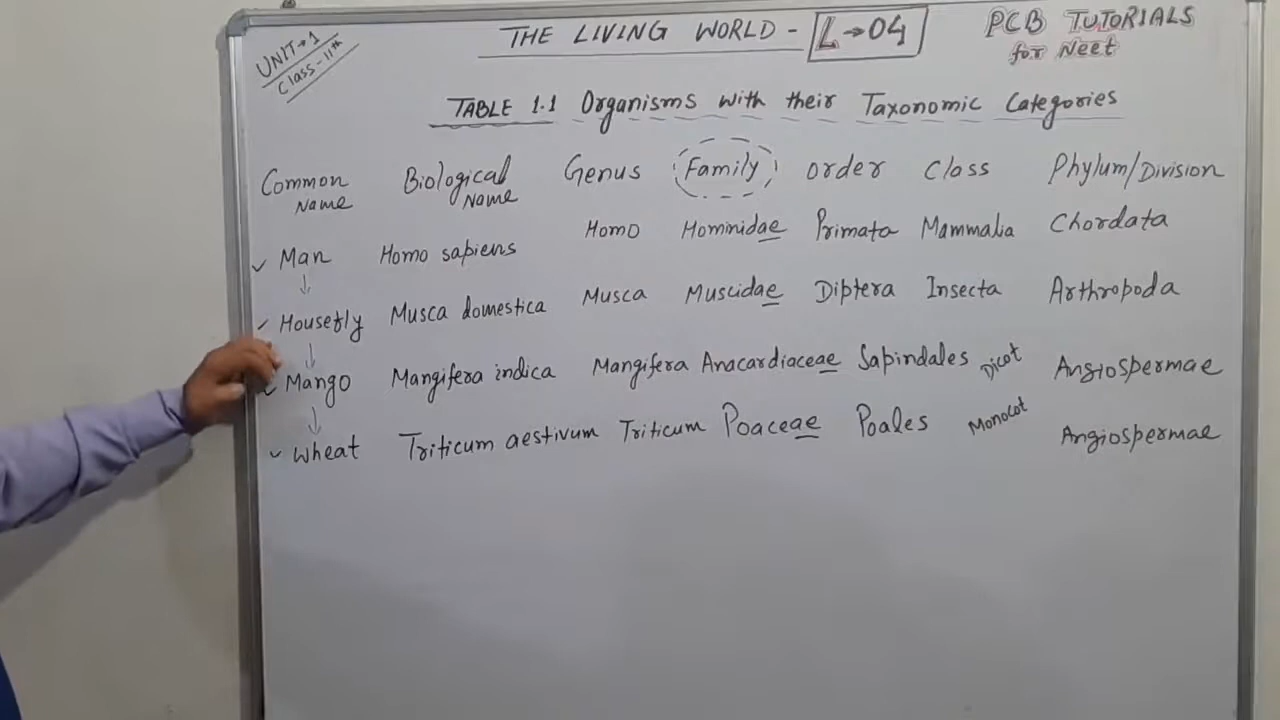 UNIT→1
Class-11th
THE LIVING WORLD - L→04
PCB TUTORIALS
for Neet
TABLE 1.1 Organisms with their Taxonomic Categories
Common Name Biological Name Genus Family order Class Phylum/Division
Man Homo sapiens Homo Hominidae Primata Mammalia Chordata
Housefly Musca domestica Musca Muscidae Diptera Insecta Arthropoda
Mango Mangifera indica Mangifera Anacardiaceae Sapindales Dicot Angiospermae
Wheat Triticum aestivum Triticum Poaceae Poales Monocot Angiospermae